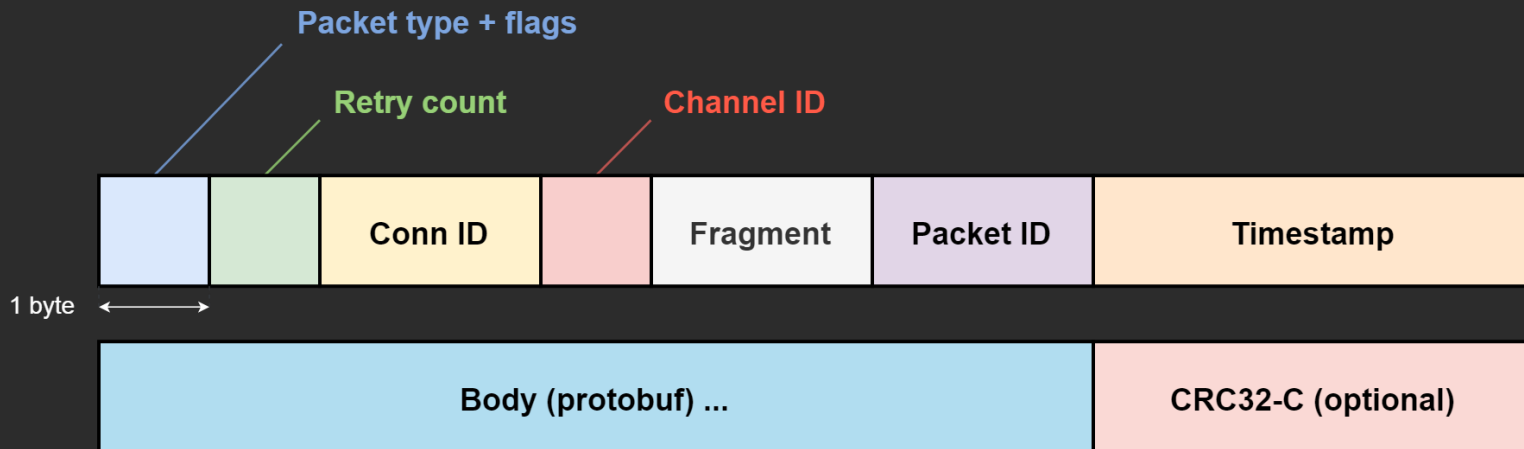 Packet type + flags
Retry count
Channel ID
Conn ID
Fragment
Packet ID
Timestamp
1 byte
Body (protobuf) ...
CRC32-C (optional)